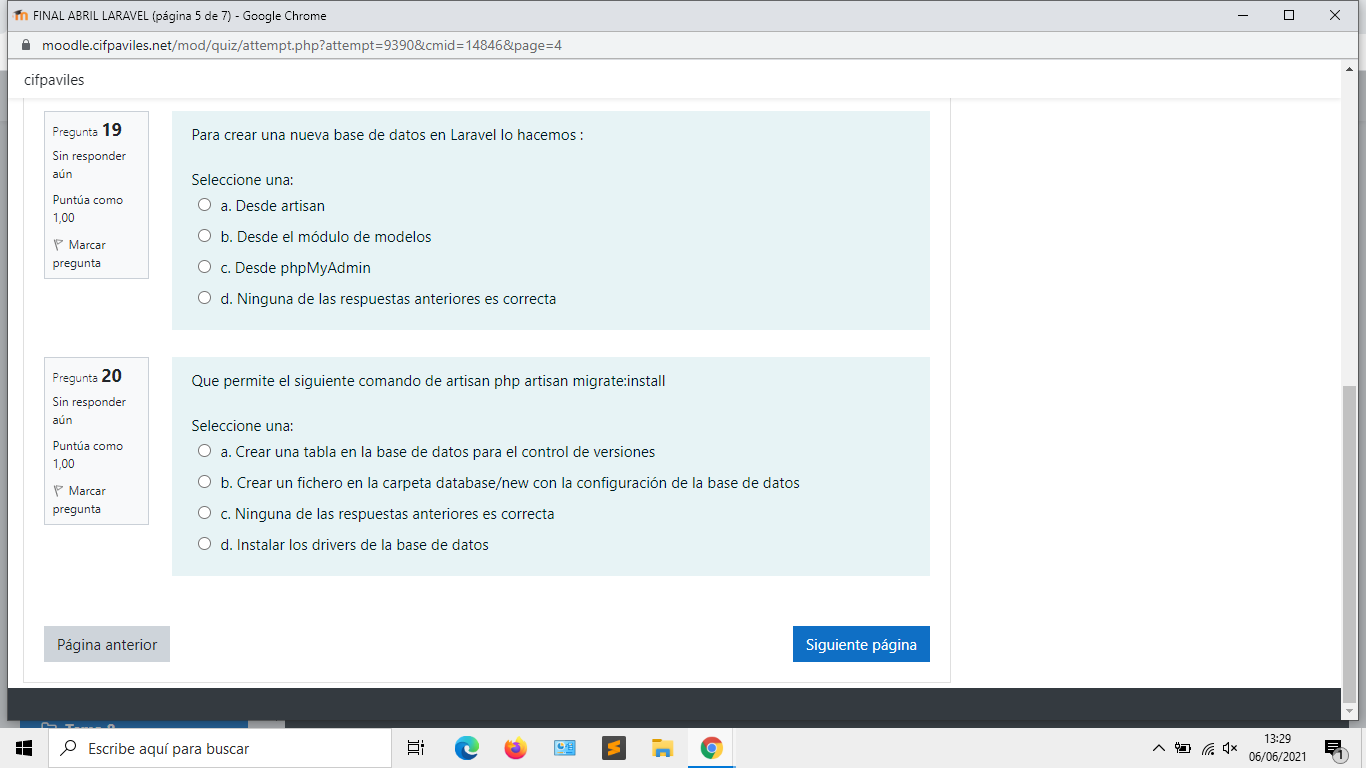 FINAL ABRIL LARAVEL (página 5 de 7) - Google Chrome
moodle.cifpaviles.net/mod/quiz/attempt.php?attempt=9390&cmid=14846&page=4
cifpaviles
Pregunta 19
Sin responder
aún
Puntúa como
1,00
Marcar
pregunta
Para crear una nueva base de datos en Laravel lo hacemos :
Seleccione una:
a. Desde artisan
b. Desde el módulo de modelos
c. Desde phpMyAdmin
d. Ninguna de las respuestas anteriores es correcta
Pregunta 20
Sin responder
aún
Puntúa como
1,00
Marcar
pregunta
Que permite el siguiente comando de artisan php artisan migrate:install
Seleccione una:
a. Crear una tabla en la base de datos para el control de versiones
b. Crear un fichero en la carpeta database/new con la configuración de la base de datos
c. Ninguna de las respuestas anteriores es correcta
d. Instalar los drivers de la base de datos
Página anterior
Siguiente página
Escribe aquí para buscar
13:29
06/06/2021
1